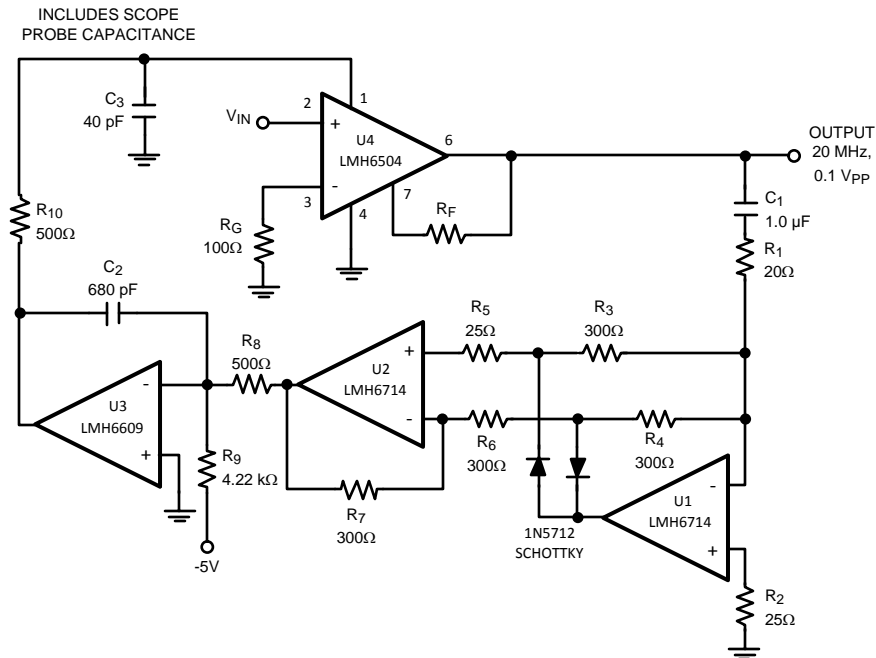 INCLUDES SCOPE
PROBE CAPACITANCE
C3
40 pF
1
2
VIN
+
U4
LMH6504
6
-
3
7
4
RF
RG
100Ω
OUTPUT
20 MHz,
0.1 VPP
C1
1.0 µF
R1
20Ω
R10
500Ω
C2
680 pF
R8
500Ω
U2
LMH6714
+
-
R5
25Ω
R3
300Ω
R6
300Ω
R4
300Ω
R7
300Ω
U3
LMH6609
-
+
R9
4.22 kΩ
-5V
1N5712
SCHOTTKY
U1
LMH6714
-
+
R2
25Ω